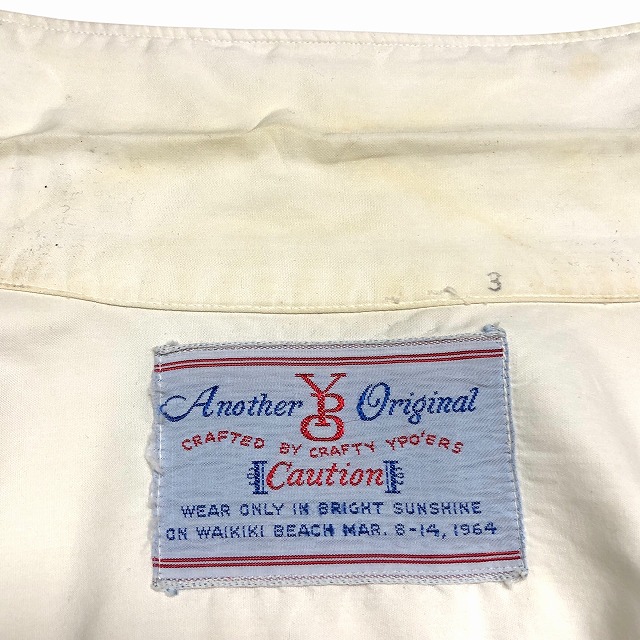 3
Another YPO Original
CRAFTED BY CRAFTY YPO'ERS
Caution
WEAR ONLY IN BRIGHT SUNSHINE
ON WAIKIKI BEACH MAR. 8-14, 1964